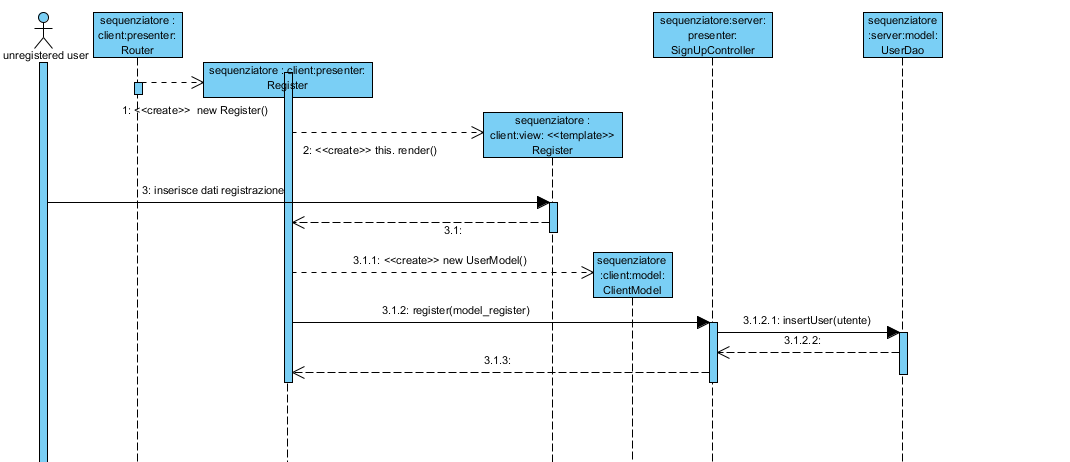 unregistered user
sequenziatore :
client:presenter:
Router
sequenziatore:server:
presenter:
SignUpController
sequenziatore
:server:model:
UserDao
sequenziatore : client:presenter:
Register
1: <<create>> new Register()
sequenziatore :
client:view: <<template>>
Register
2: <<create>> this. render()
3: inserisce dati registrazione
3.1:
3.1.1: <<create>> new UserModel()
sequenziatore
:client:model:
ClientModel
3.1.2: register(model_register)
3.1.2.1: insertUser(utente)
3.1.2.2:
3.1.3: